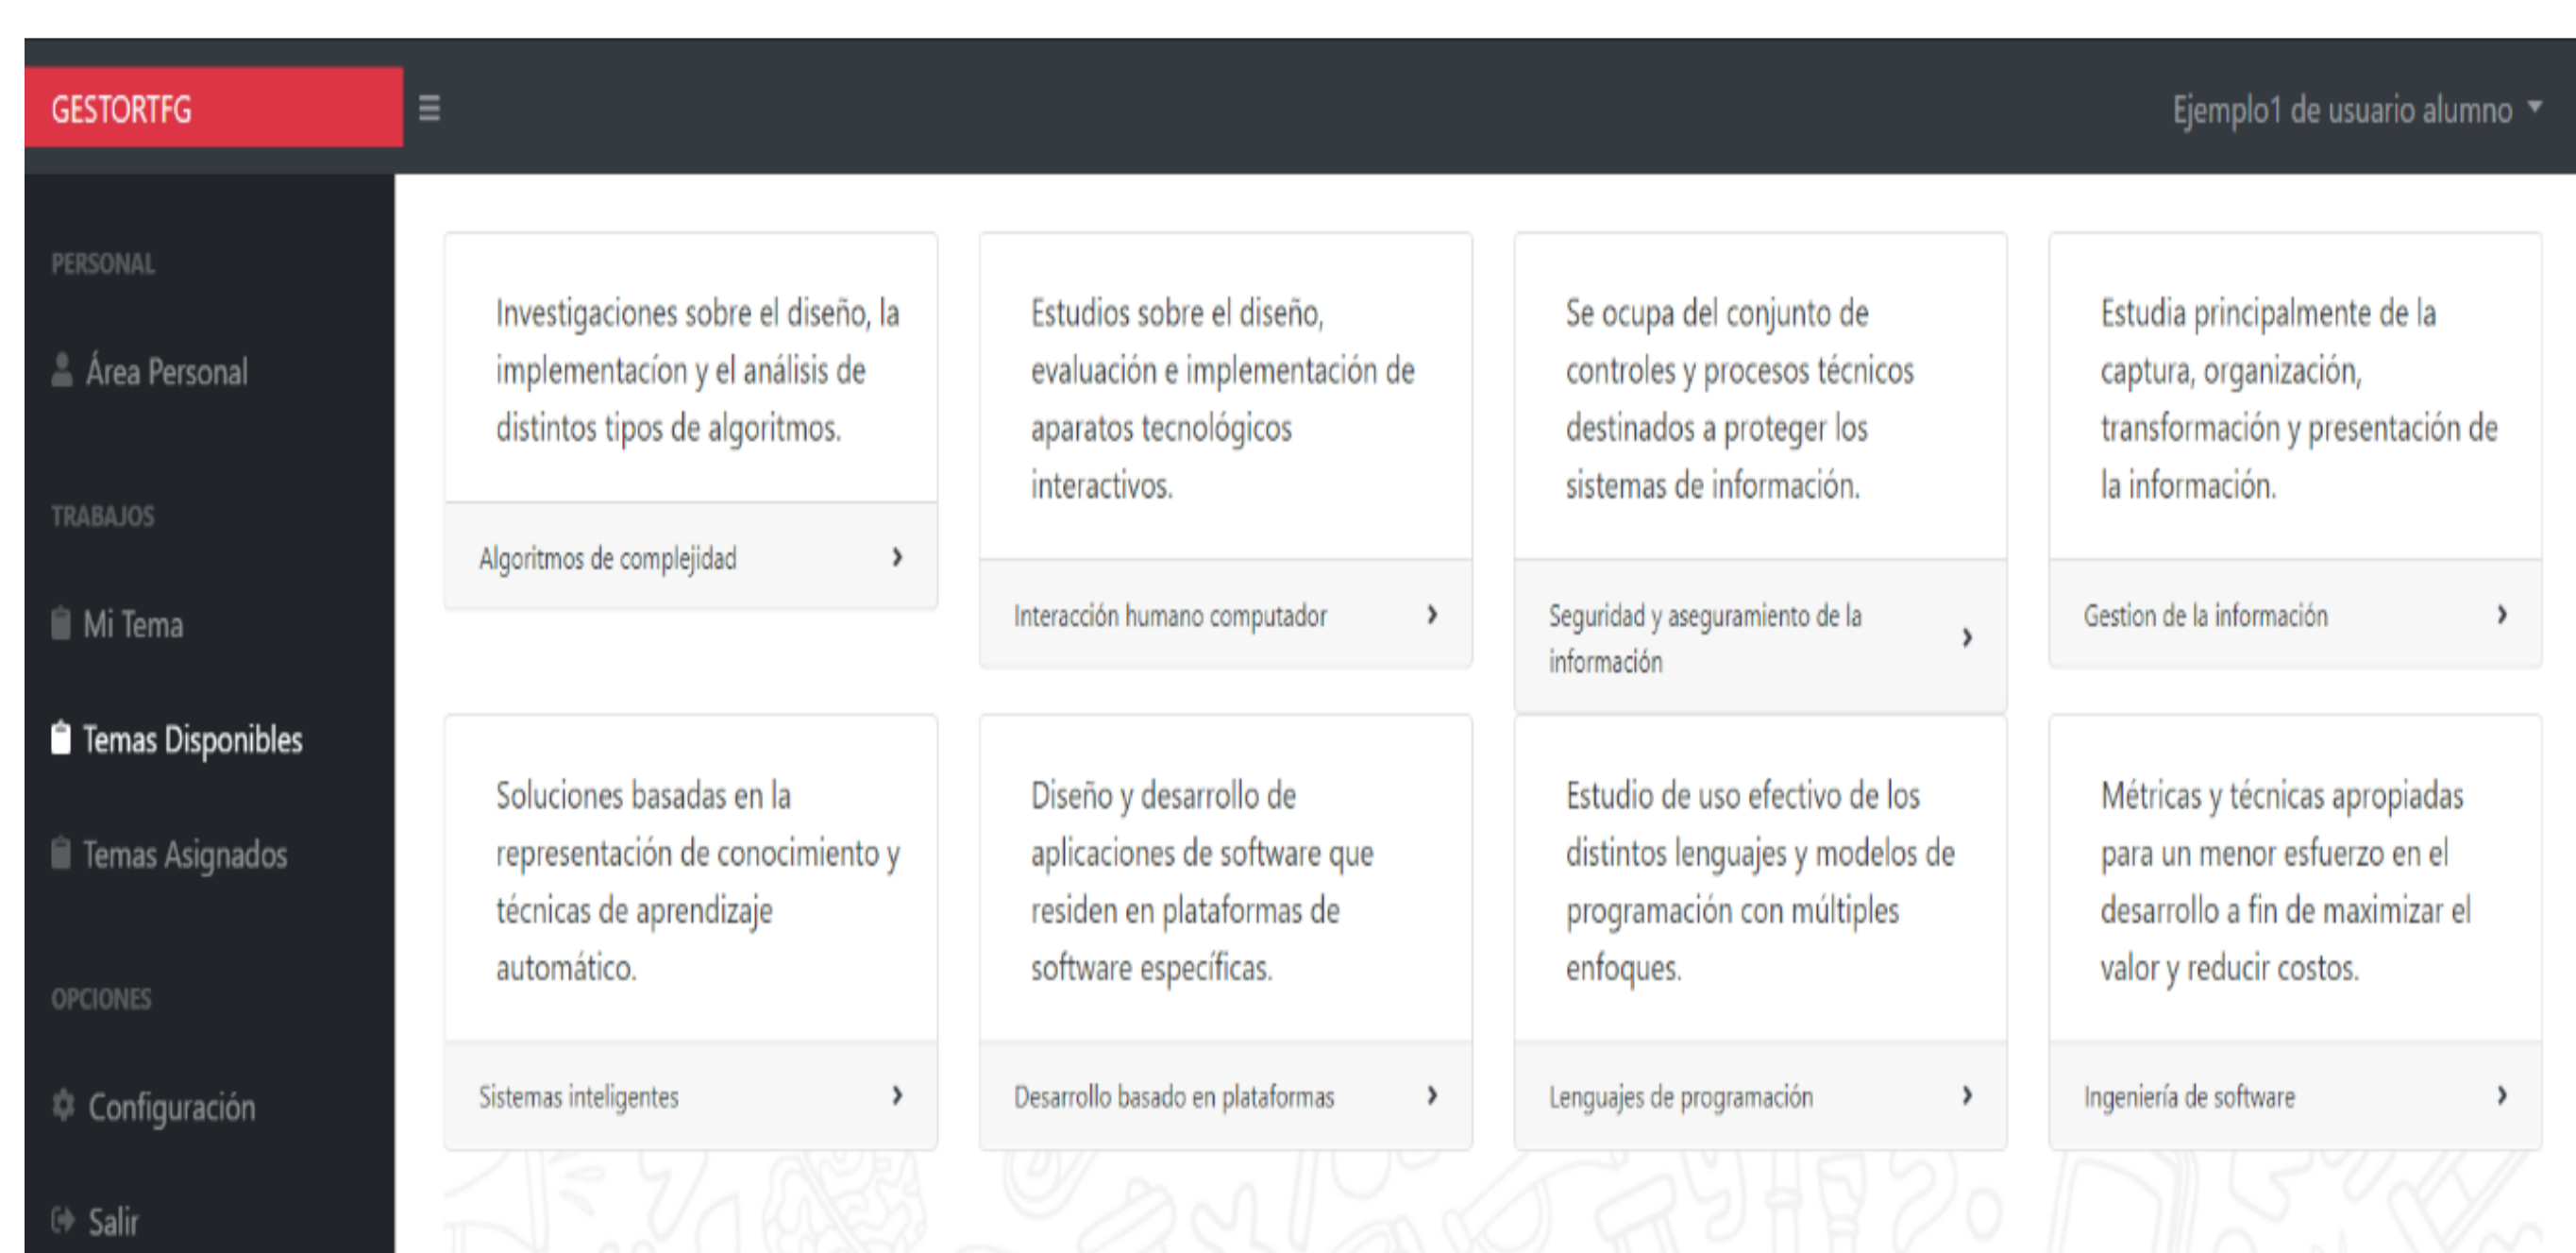 GESTORTFG
Ejemplo1 de usuario alumno
PERSONAL
Área Personal
TRABAJOS
Mi Tema
Temas Disponibles
Temas Asignados
OPCIONES
Configuración
Salir
Investigaciones sobre el diseño, la
implementacíon y el análisis de
distintos tipos de algoritmos.
Algoritmos de complejidad
Estudios sobre el diseño,
evaluación e implementación de
aparatos tecnológicos
interactivos.
Interacción humano computador
Se ocupa del conjunto de
controles y procesos técnicos
destinados a proteger los
sistemas de información.
Seguridad y aseguramiento de la
información
Estudia principalmente de la
captura, organización,
transformación y presentación de
la información.
Gestion de la información
Soluciones basadas en la
representación de conocimiento y
técnicas de aprendizaje
automático.
Sistemas inteligentes
Diseño y desarrollo de
aplicaciones de software que
residen en plataformas de
software específicas.
Desarrollo basado en plataformas
Estudio de uso efectivo de los
distintos lenguajes y modelos de
programación con múltiples
enfoques.
Lenguajes de programación
Métricas y técnicas apropiadas
para un menor esfuerzo en el
desarrollo a fin de maximizar el
valor y reducir costos.
Ingeniería de software